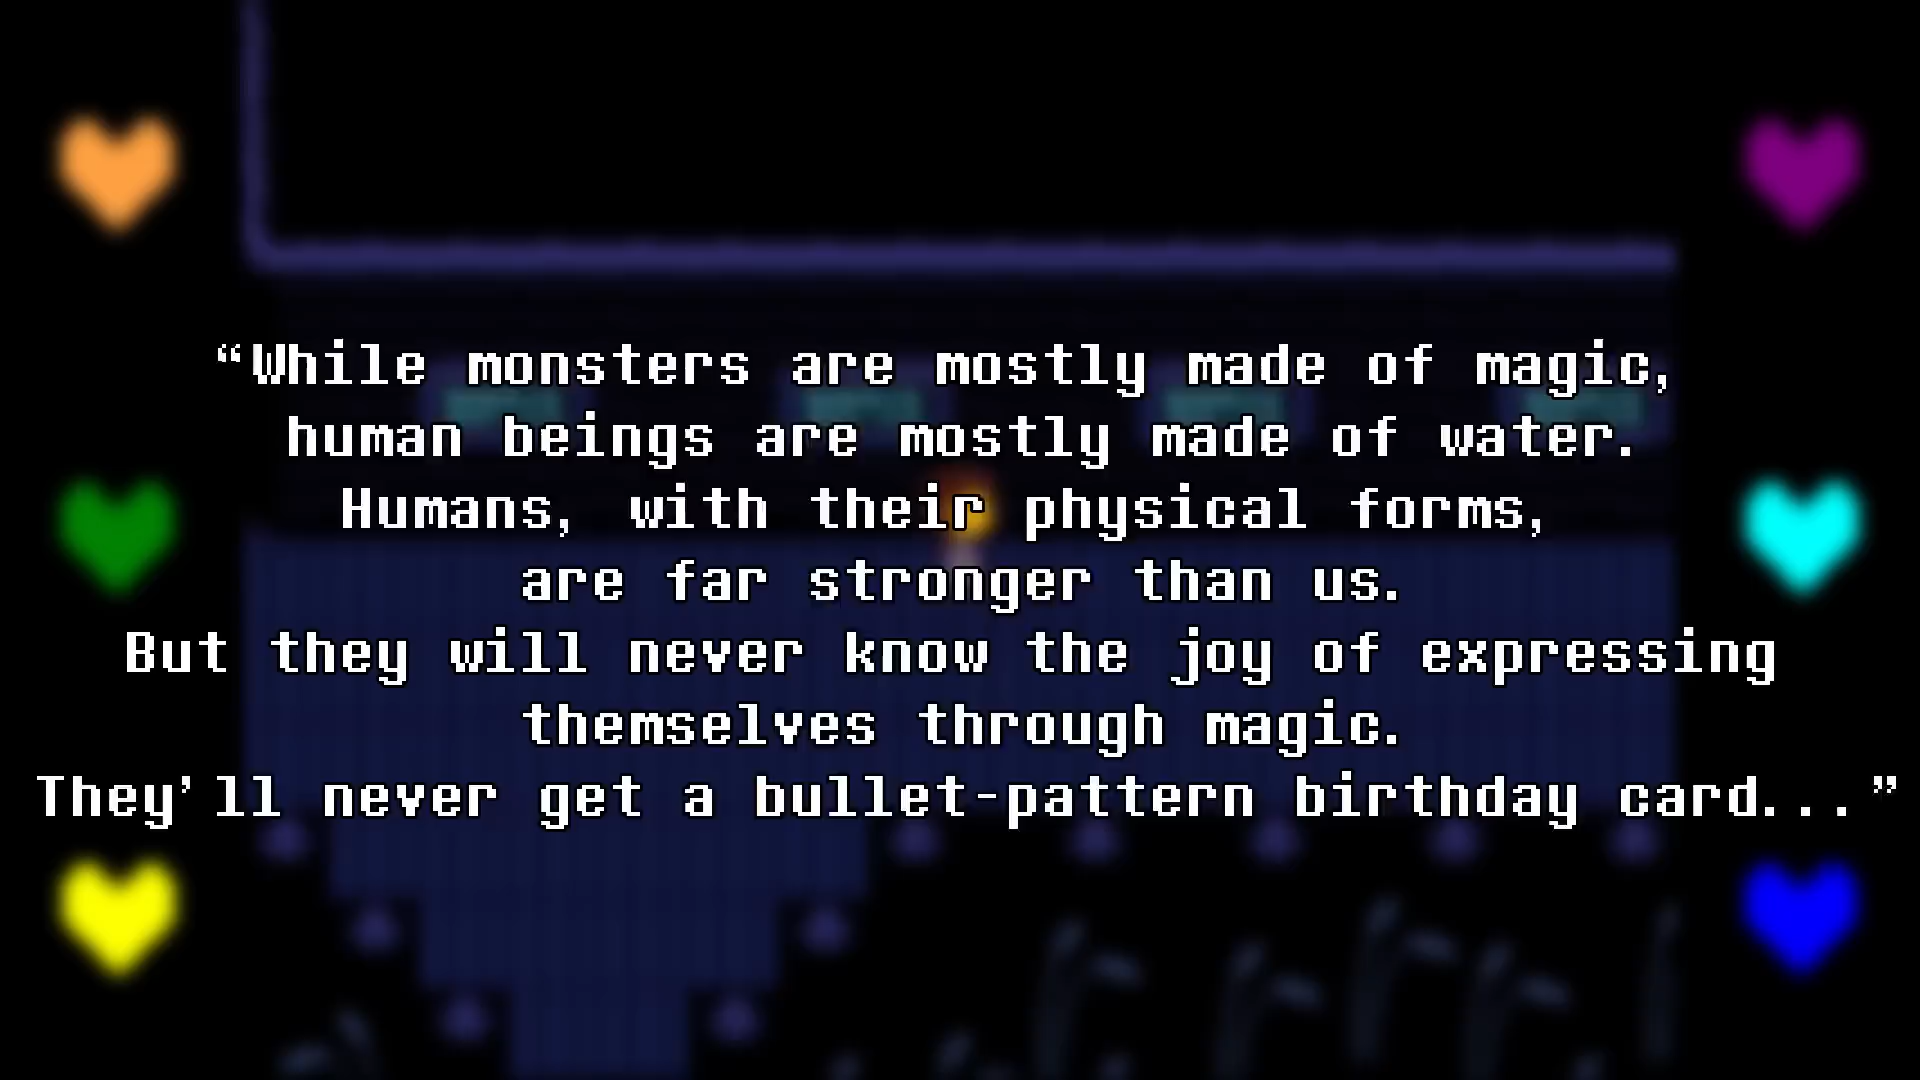 “While monsters are mostly made of magic,
human beings are mostly made of water.
Humans, with their physical forms,
are far stronger than us.
But they will never know the joy of expressing
themselves through magic.
They'll never get a bullet-pattern birthday card...”